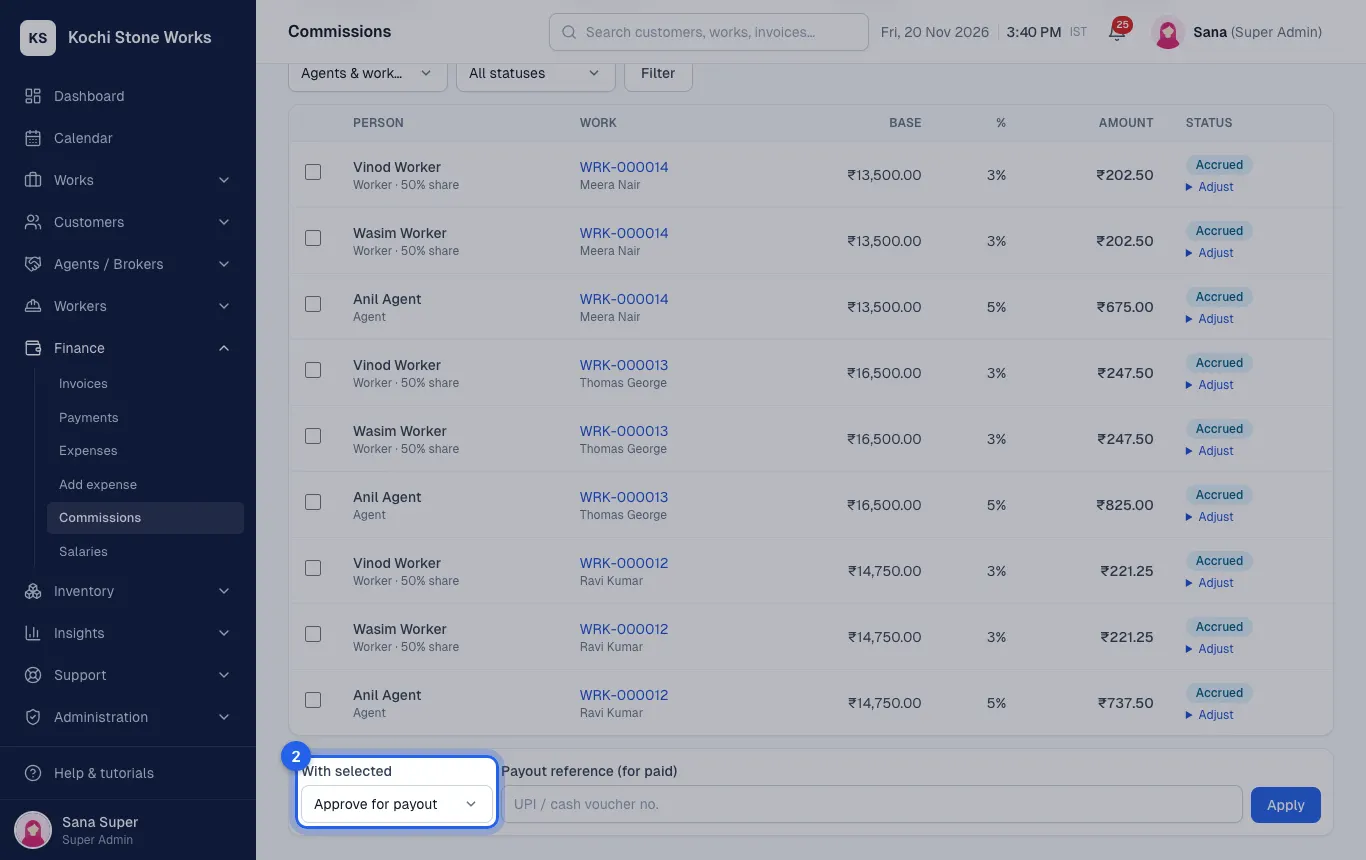 KS
Kochi Stone Works
Dashboard
Calendar
Works
Customers
Agents / Brokers
Workers
Finance
Invoices
Payments
Expenses
Add expense
Commissions
Salaries
Inventory
Insights
Support
Administration
Help & tutorials
Sana Super
Super Admin
Commissions
Search customers, works, invoices...
Fri, 20 Nov 2026
3:40 PM IST
25
Sana (Super Admin)
Agents & work...
All statuses
Filter
PERSON WORK BASE % AMOUNT STATUS
Vinod Worker WRK-000014 ₹13,500.00 3% ₹202.50 Accrued
Worker · 50% share Meera Nair Adjust
Wasim Worker WRK-000014 ₹13,500.00 3% ₹202.50 Accrued
Worker · 50% share Meera Nair Adjust
Anil Agent WRK-000014 ₹13,500.00 5% ₹675.00 Accrued
Agent Meera Nair Adjust
Vinod Worker WRK-000013 ₹16,500.00 3% ₹247.50 Accrued
Worker · 50% share Thomas George Adjust
Wasim Worker WRK-000013 ₹16,500.00 3% ₹247.50 Accrued
Worker · 50% share Thomas George Adjust
Anil Agent WRK-000013 ₹16,500.00 5% ₹825.00 Accrued
Agent Thomas George Adjust
Vinod Worker WRK-000012 ₹14,750.00 3% ₹221.25 Accrued
Worker · 50% share Ravi Kumar Adjust
Wasim Worker WRK-000012 ₹14,750.00 3% ₹221.25 Accrued
Worker · 50% share Ravi Kumar Adjust
Anil Agent WRK-000012 ₹14,750.00 5% ₹737.50 Accrued
Agent Ravi Kumar Adjust
2
With selected Payout reference (for paid)
Approve for payout UPI / cash voucher no. Apply